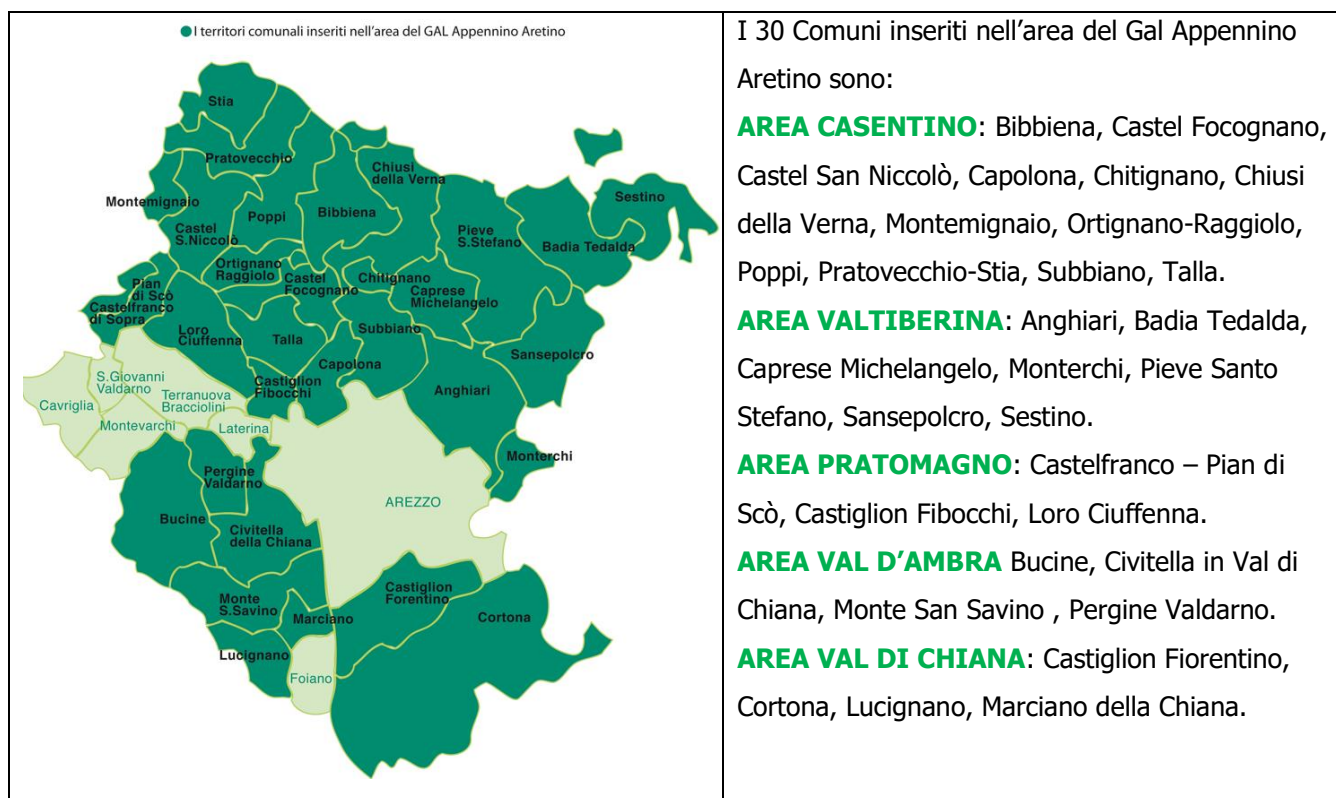 I territori comunali inseriti nell'area del GAL Appennino Aretino
Stia
Pratovecchio
Chiusi
della Verna
Sestino
Montemignaio
Poppi
Bibbiena
Castel
S.Niccolò
Pieve
S.Stefano
Badia Tedalda
Ortignano
Raggiolo
Castel
Focognano
Chitignano
Caprese
Michelangelo
Pian
di Scò
Castelfranco
di Sopra
Loro
Ciuffenna
Talla
Subbiano
Capolona
Sansepolcro
Castiglion
Fibocchi
Anghiari
S.Giovanni
Valdarno
Terranuova
Bracciolini
Cavriglia
Montevarchi
Laterina
Monterchi
Pergine
Valdarno
AREZZO
Bucine
Civitella
della Chiana
Castiglion
Forentino
Monte
S.Savino
Marciano
Cortona
Lucignano
Foiano
I 30 Comuni inseriti nell'area del Gal Appennino
Aretino sono:
AREA CASENTINO: Bibbiena, Castel Focognano,
Castel San Niccolò, Capolona, Chitignano, Chiusi
della Verna, Montemignaio, Ortignano-Raggiolo,
Poppi, Pratovecchio-Stia, Subbiano, Talla.
AREA VALTIBERINA: Anghiari, Badia Tedalda,
Caprese Michelangelo, Monterchi, Pieve Santo
Stefano, Sansepolcro, Sestino.
AREA PRATOMAGNO: Castelfranco – Pian di
Scò, Castiglion Fibocchi, Loro Ciuffenna.
AREA VAL D'AMBRA Bucine, Civitella in Val di
Chiana, Monte San Savino , Pergine Valdarno.
AREA VAL DI CHIANA: Castiglion Fiorentino,
Cortona, Lucignano, Marciano della Chiana.